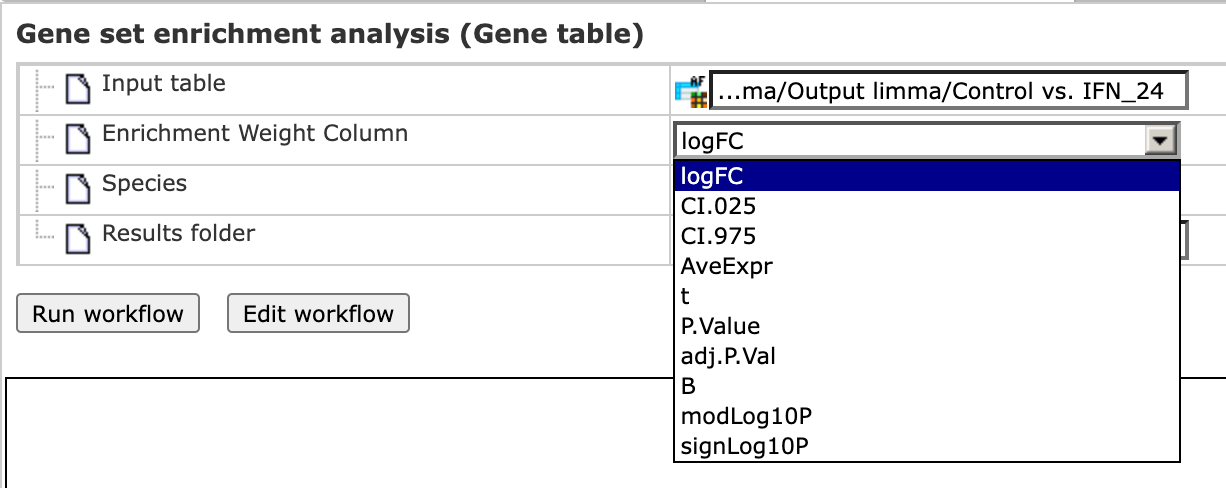 Gene set enrichment analysis (Gene table)
Input table
AF
...ma/Output limma/Control vs. IFN_24
Enrichment Weight Column
logFC
Species
Results folder
logFC
CI.025
CI.975
AveExpr
t
P.Value
adj.P.Val
B
modLog10P
signLog10P
Run workflow
Edit workflow